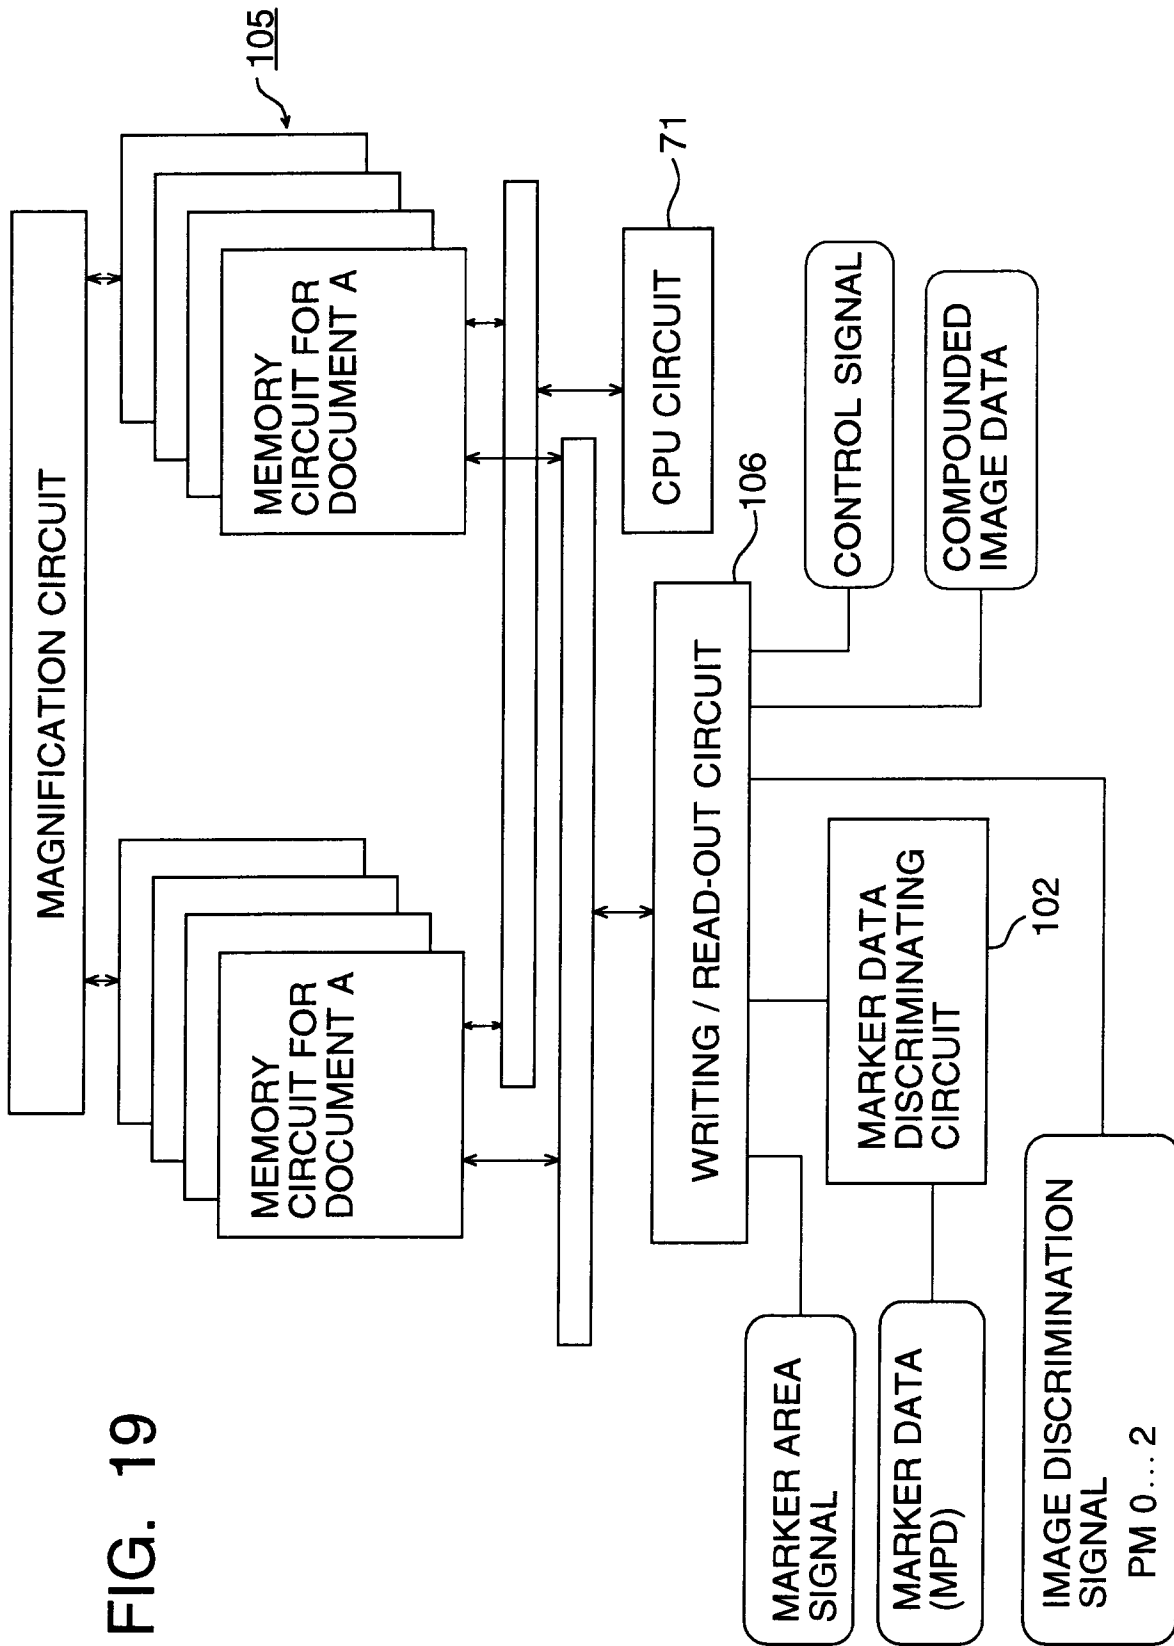 FIG. 19
MAGNIFICATION CIRCUIT
105
MEMORY
CIRCUIT FOR
DOCUMENT A
MEMORY
CIRCUIT FOR
DOCUMENT A
CPU CIRCUIT
71
WRITING / READ-OUT CIRCUIT
106
MARKER AREA
SIGNAL
MARKER DATA
DISCRIMINATING
CIRCUIT
102
CONTROL SIGNAL
MARKER DATA
(MPD)
COMPOUNDED
IMAGE DATA
IMAGE DISCRIMINATION
SIGNAL
PM 0....2